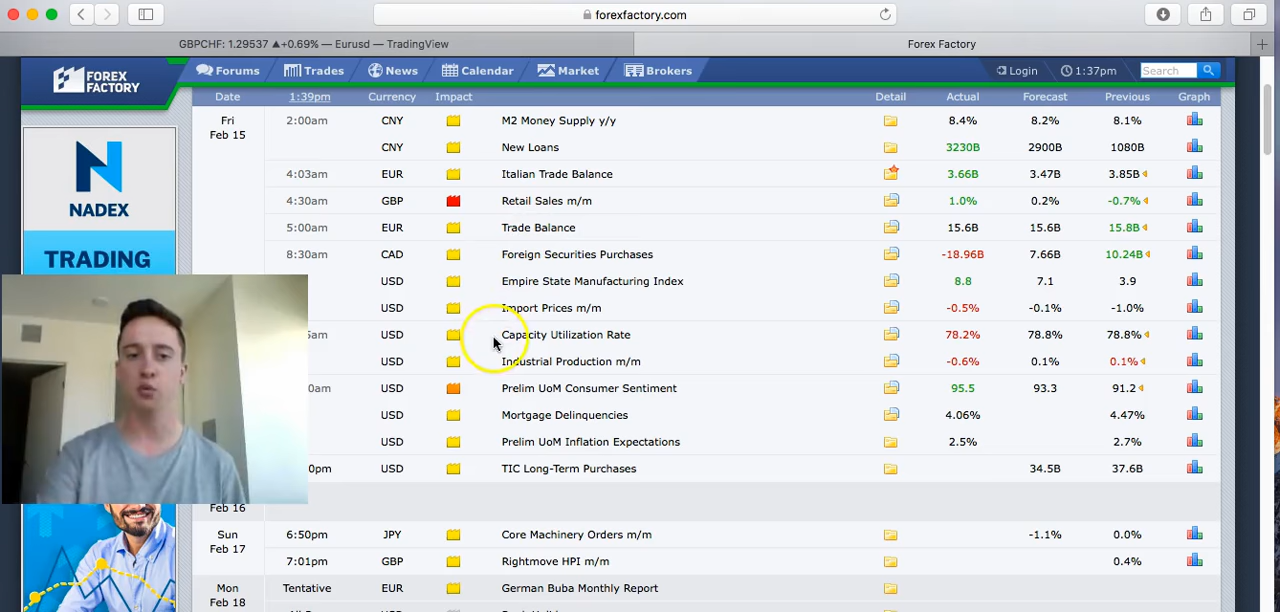 forexfactory.com
GBPCHF: 1.29537 ▲+0.69% — Eurusd — TradingView
Forex Factory
FOREX FACTORY
Forums Trades News Calendar Market Brokers Login 1:37pm Search
Date 1:39pm Currency Impact Detail Actual Forecast Previous Graph
Fri Feb 15 2:00am CNY M2 Money Supply y/y 8.4% 8.2% 8.1%
CNY New Loans 3230B 2900B 1080B
4:03am EUR Italian Trade Balance 3.66B 3.47B 3.85B
4:30am GBP Retail Sales m/m 1.0% 0.2% -0.7%
5:00am EUR Trade Balance 15.6B 15.6B 15.8B
8:30am CAD Foreign Securities Purchases -18.96B 7.66B 10.24B
USD Empire State Manufacturing Index 8.8 7.1 3.9
USD Import Prices m/m -0.5% -0.1% -1.0%
USD Capacity Utilization Rate 78.2% 78.8% 78.8%
USD Industrial Production m/m -0.6% 0.1% 0.1%
USD Prelim UoM Consumer Sentiment 95.5 93.3 91.2
USD Mortgage Delinquencies 4.06% 4.47%
USD Prelim UoM Inflation Expectations 2.5% 2.7%
USD TIC Long-Term Purchases 34.5B 37.6B
Feb 16
Sun Feb 17 6:50pm JPY Core Machinery Orders m/m -1.1% 0.0%
7:01pm GBP Rightmove HPI m/m 0.4%
Mon Feb 18 Tentative EUR German Buba Monthly Report
NADEX
TRADING